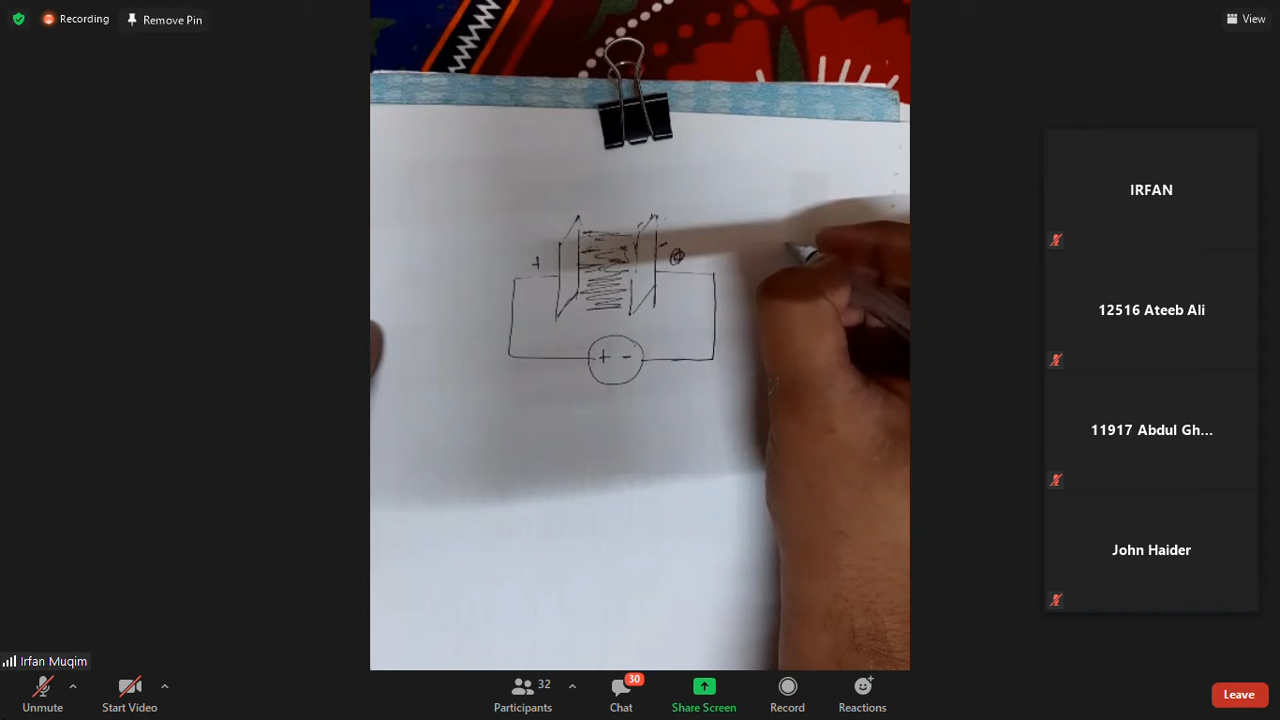 Recording
Remove Pin
View
IRFAN
12516 Ateeb Ali
11917 Abdul Gh...
John Haider
+
-
+ -
Irfan Muqim
Unmute
Start Video
32
Participants
30
Chat
Share Screen
Record
Reactions
Leave